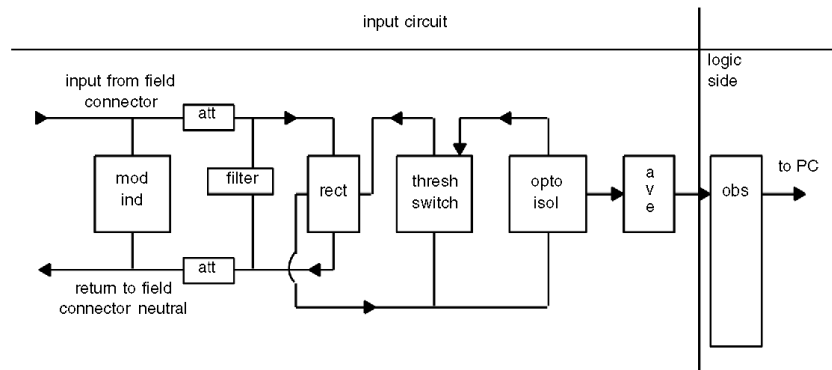 input circuit
logic
side
input from field
connector
att
mod
ind
filter
rect
thresh
switch
opto
isol
a
v
e
obs
to PC
att
return to field
connector neutral